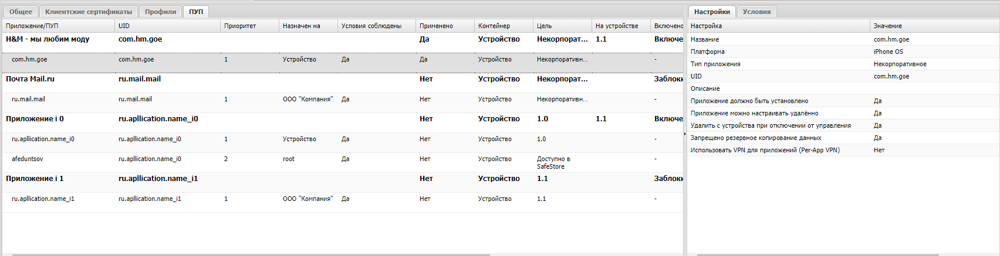 Общее Клиентские сертификаты Профили ПУП
Приложение/ПУП UID Приоритет Назначен на Условия соблюдены Применено Контейнер Цель На устройстве Включено
H&M - мы любим моду com.hm.goe Да Устройство Некорпорат... 1.1 Включе
com.hm.goe com.hm.goe 1 Устройство Да Да Устройство Некорпоративн... -
Почта Mail.ru ru.mail.mail Нет Устройство Некорпорат... Заблоки
ru.mail.mail ru.mail.mail 1 ООО "Компания" Да Нет Устройство Некорпоративн... -
Приложение i 0 ru.apllication.name_i0 Нет Устройство 1.0 1.1 Включе
ru.apllication.name_i0 ru.apllication.name_i0 1 Устройство Да Нет Устройство 1.0 -
afeduntsov ru.apllication.name_i0 2 root Да Нет Устройство Доступно в -
SafeStore
Приложение i 1 ru.apllication.name_i1 Нет Устройство 1.1 Заблоки
ru.apllication.name_i1 ru.apllication.name_i1 1 ООО "Компания" Да Нет Устройство 1.1 -
Настройки Условия
Настройка Значение
Название com.hm.goe
Платформа iPhone OS
Тип приложения Некорпоративное
UID com.hm.goe
Описание
Приложение должно быть установлено Да
Приложение можно настраивать удалённо Да
Удалить с устройства при отключении от управления Да
Запрещено резервное копирование данных Да
Использовать VPN для приложений (Per-App VPN) Нет